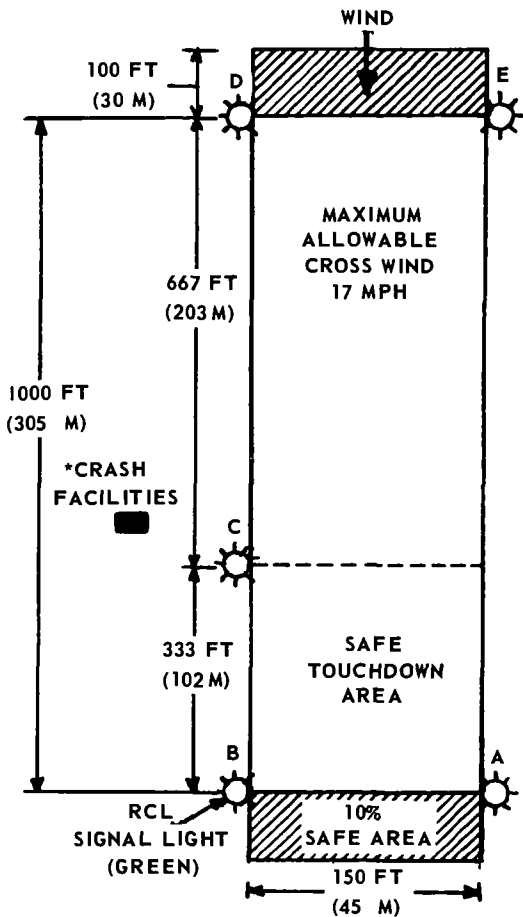 WIND
100 FT
(30 M)
D
E
MAXIMUM
ALLOWABLE
CROSS WIND
17 MPH
667 FT
(203 M)
1000 FT
(305 M)
*CRASH
FACILITIES
C
333 FT
(102 M)
SAFE
TOUCHDOWN
AREA
B
A
RCL
SIGNAL LIGHT
(GREEN)
10%
SAFE AREA
150 FT
(45 M)